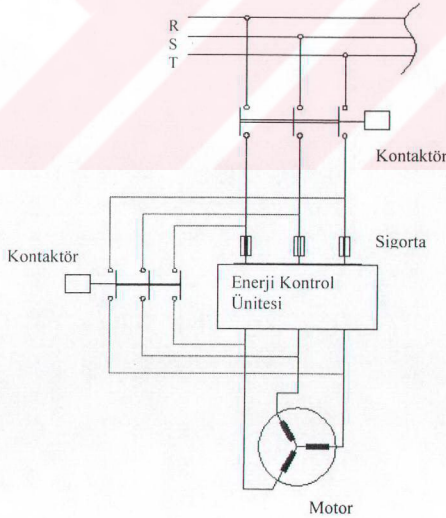 R
S
T
Kontaktör
Sigorta
Kontaktör
Enerji Kontrol
Ünitesi
Motor